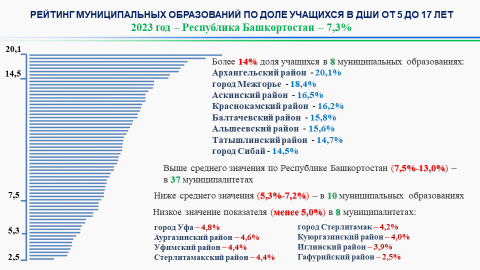 РЕЙТИНГ МУНИЦИПАЛЬНЫХ ОБРАЗОВАНИЙ ПО ДОЛЕ УЧАЩИХСЯ В ДШИ ОТ 5 ДО 17 ЛЕТ
2023 год – Республика Башкортостан – 7,3%
20,1
14,5
7,5
5,3
2,5
Более 14% доля учащихся в 8 муниципальных образованиях:
Архангельский район - 20,1%
город Межгорье - 18,4%
Аскинский район - 16,5%
Краснокамский район - 16,2%
Балтачевский район - 15,8%
Альшеевский район - 15,6%
Татышлинский район - 14,7%
город Сибай - 14,5%
Выше среднего значения по Республике Башкортостан (7,5%-13,0%) –
в 37 муниципалитетах
Ниже среднего значения (5,3%-7,2%) – в 10 муниципальных образованиях
Низкое значение показателя (менее 5,0%) в 8 муниципалитетах:
город Уфа – 4,8%
Аургазинский район – 4,6%
Уфимский район – 4,4%
Стерлитамакский район – 4,4%
город Стерлитамак – 4,2%
Куюргазинский район – 4,0%
Иглинский район – 3,9%
Гафурийский район – 2,5%